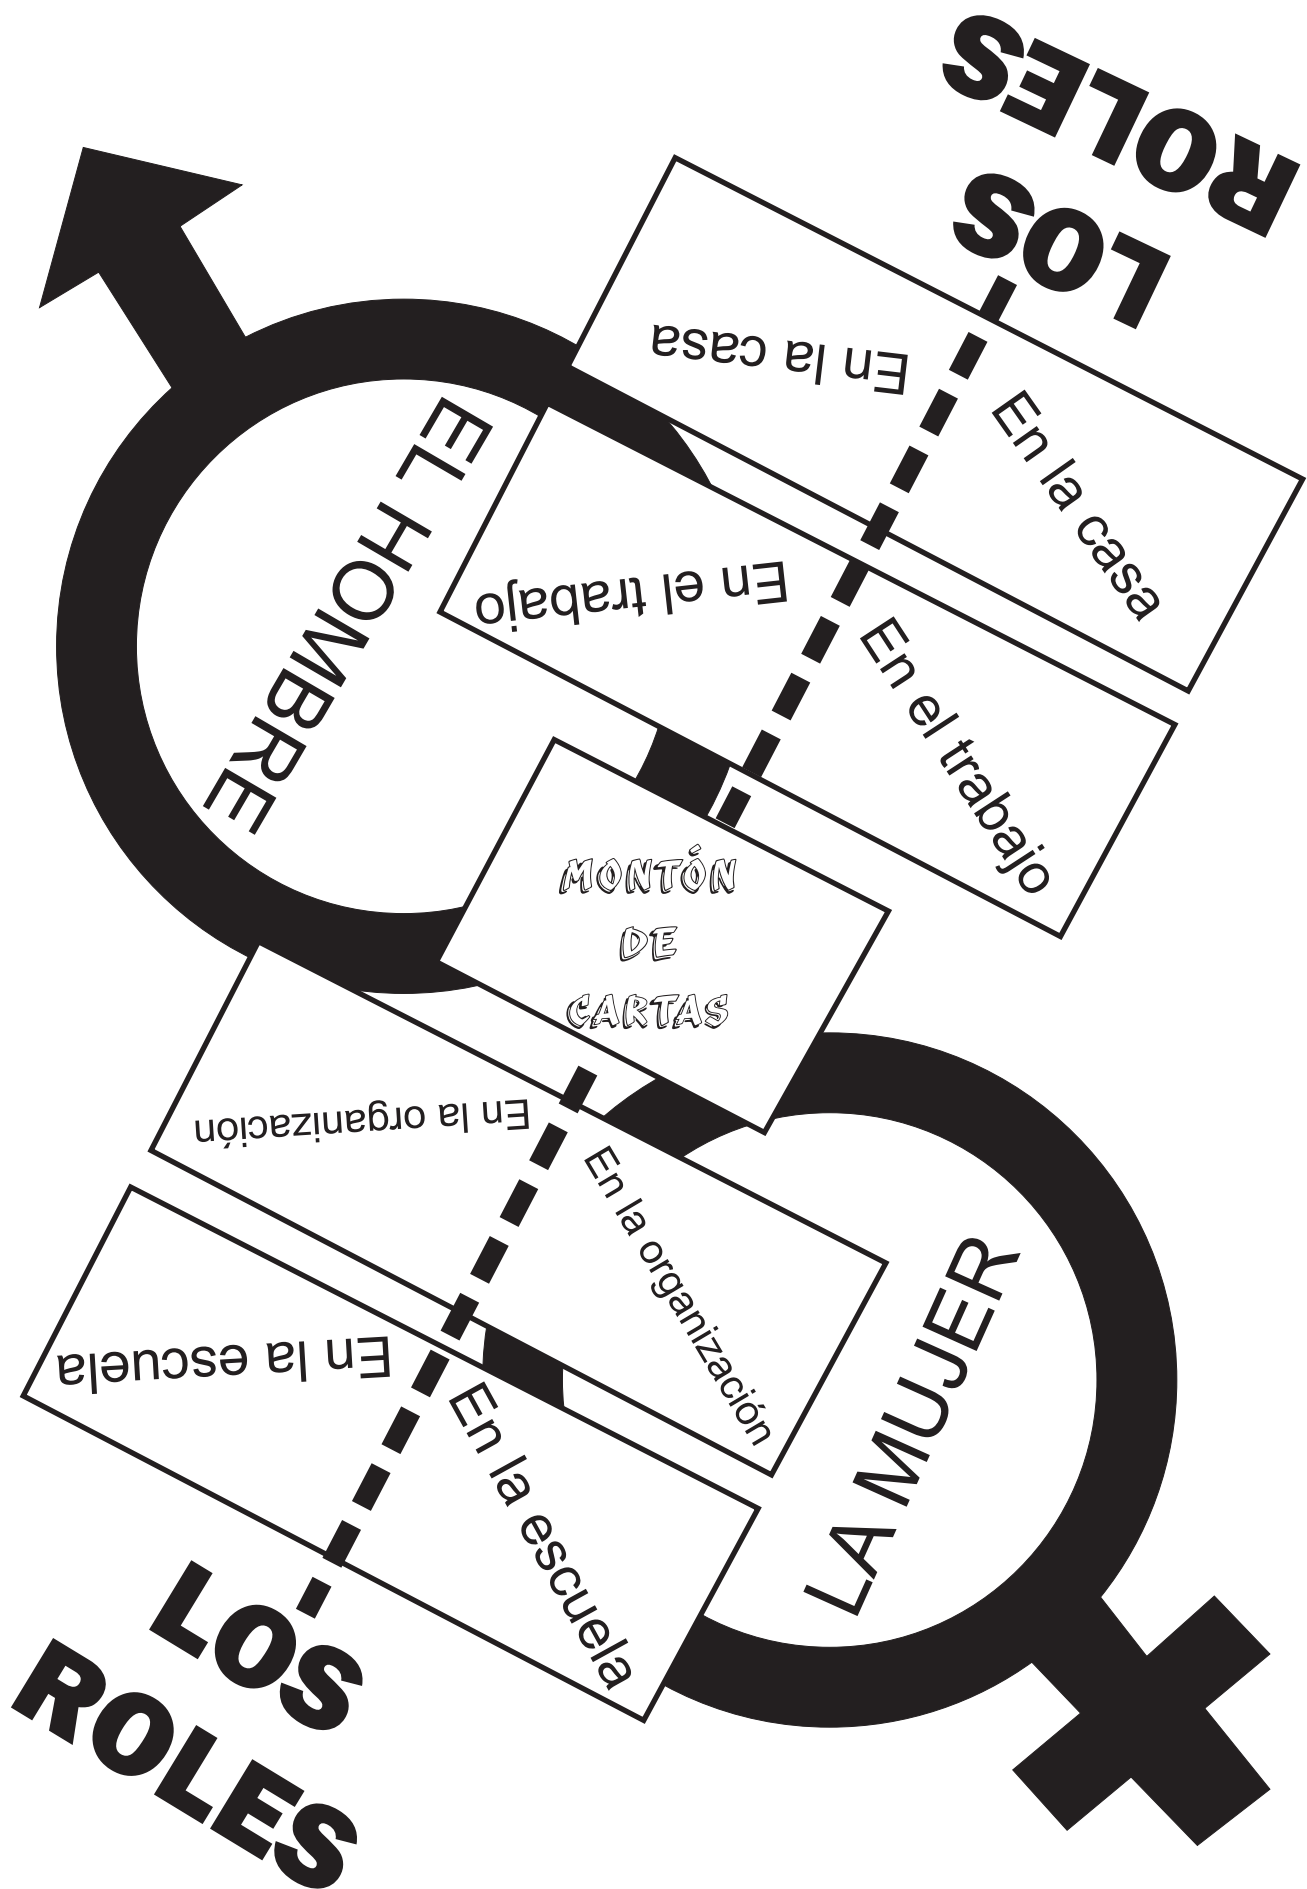 LOS
ROLES
En la casa
En la casa
EL HOMBRE
En el trabajo
En el trabajo
MONTÓN
DE
CARTAS
En la organización
En la organización
LA MUJER
En la escuela
En la escuela
LOS
ROLES